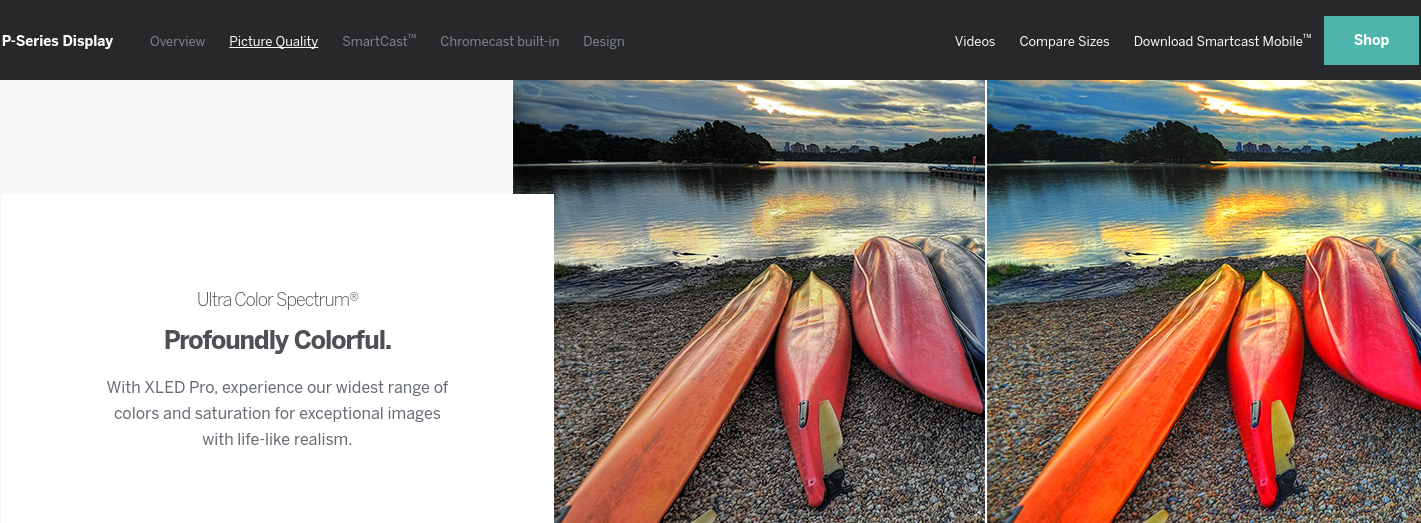 P-Series Display
Overview
Picture Quality
SmartCast™
Chromecast built-in
Design
Videos
Compare Sizes
Download Smartcast Mobile™
Shop
Ultra Color Spectrum®
Profoundly Colorful.
With XLED Pro, experience our widest range of
colors and saturation for exceptional images
with life-like realism.